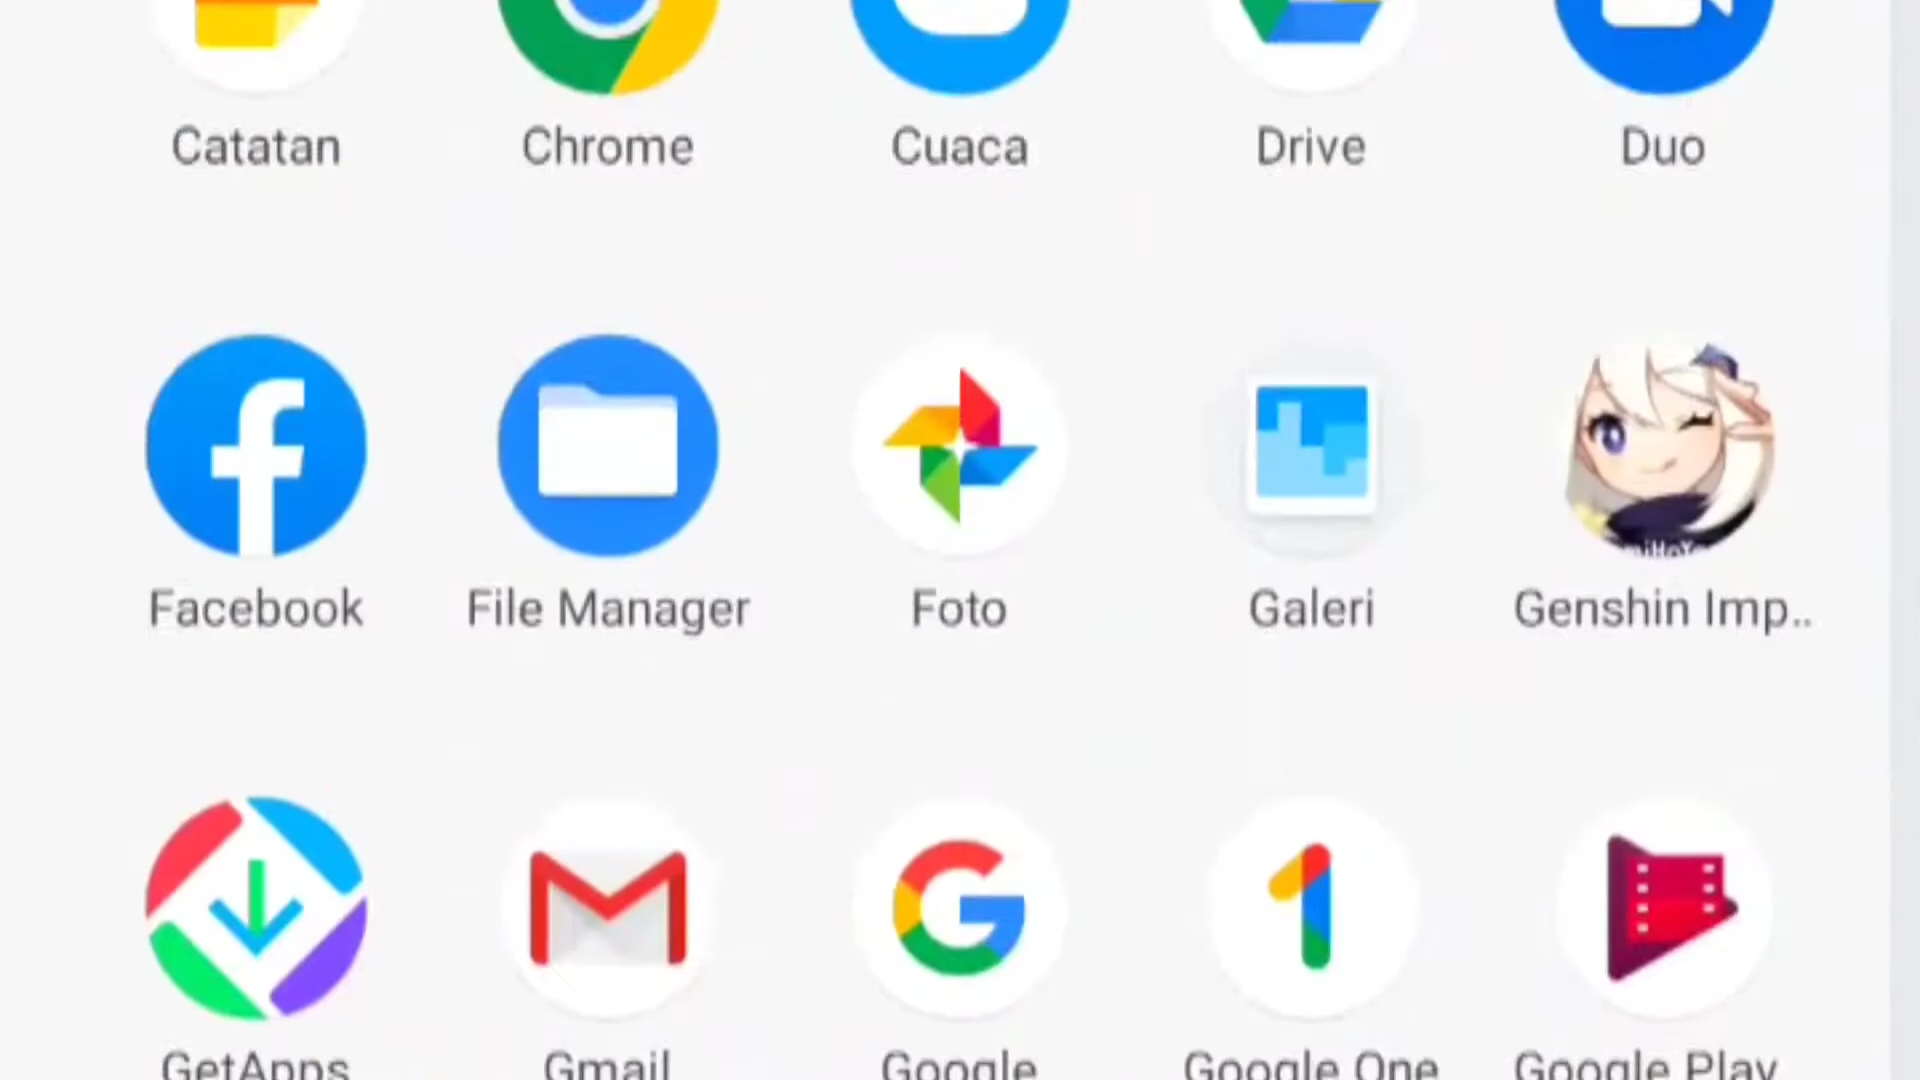 Catatan Chrome Cuaca Drive Duo
miHoYo
Facebook File Manager Foto Galeri Genshin Imp..
GetApps Gmail Google Google One Google Play